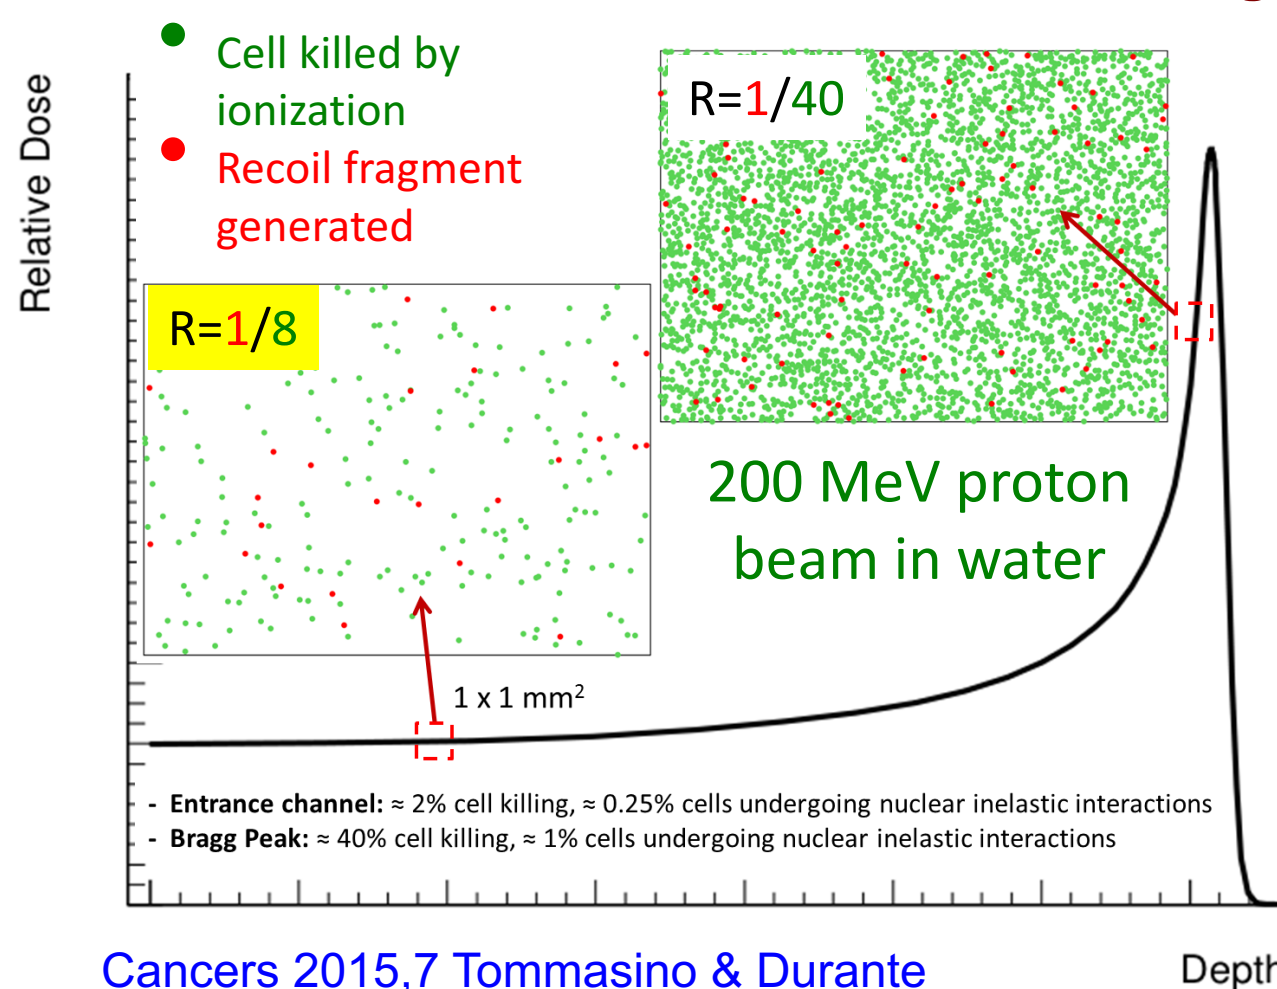 Relative Dose
Cell killed by
ionization
Recoil fragment
generated
R=1/40
R=1/8
200 MeV proton
beam in water
1 x 1 mm²
- Entrance channel: ≈ 2% cell killing, ≈ 0.25% cells undergoing nuclear inelastic interactions
- Bragg Peak: ≈ 40% cell killing, ≈ 1% cells undergoing nuclear inelastic interactions
Cancers 2015,7 Tommasino & Durante
Depth